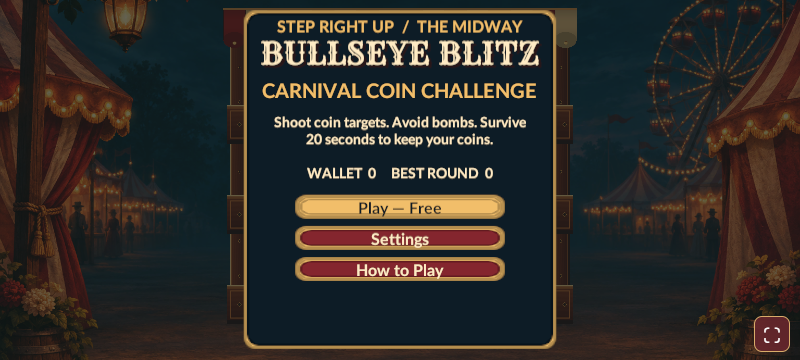 STEP RIGHT UP / THE MIDWAY
BULLSEYE BLITZ
CARNIVAL COIN CHALLENGE
Shoot coin targets. Avoid bombs. Survive
20 seconds to keep your coins.
WALLET 0 BEST ROUND 0
Play — Free
Settings
How to Play